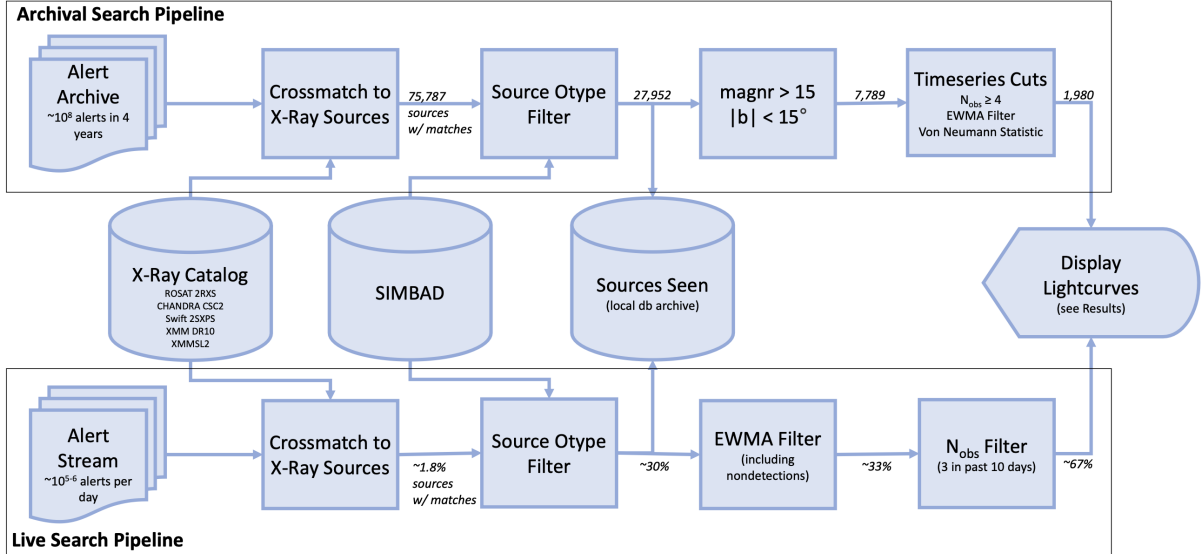 Archival Search Pipeline
Alert
Archive
~10⁸ alerts in 4
years
Crossmatch to
X-Ray Sources
75,787
sources
w/ matches
Source Otype
Filter
27,952
magnr > 15
|b| < 15°
7,789
Timeseries Cuts
Nobs ≥ 4
EWMA Filter
Von Neumann Statistic
1,980
X-Ray Catalog
ROSAT 2RXS
CHANDRA CSC2
Swift 2SXPS
XMM DR10
XMMSL2
SIMBAD
Sources Seen
(local db archive)
Display
Lightcurves
(see Results)
Alert
Stream
~10⁵⁻⁶ alerts per
day
Crossmatch to
X-Ray Sources
~1.8%
sources
w/ matches
Source Otype
Filter
~30%
EWMA Filter
(including
nondetections)
~33%
Nobs Filter
(3 in past 10 days)
~67%
Live Search Pipeline